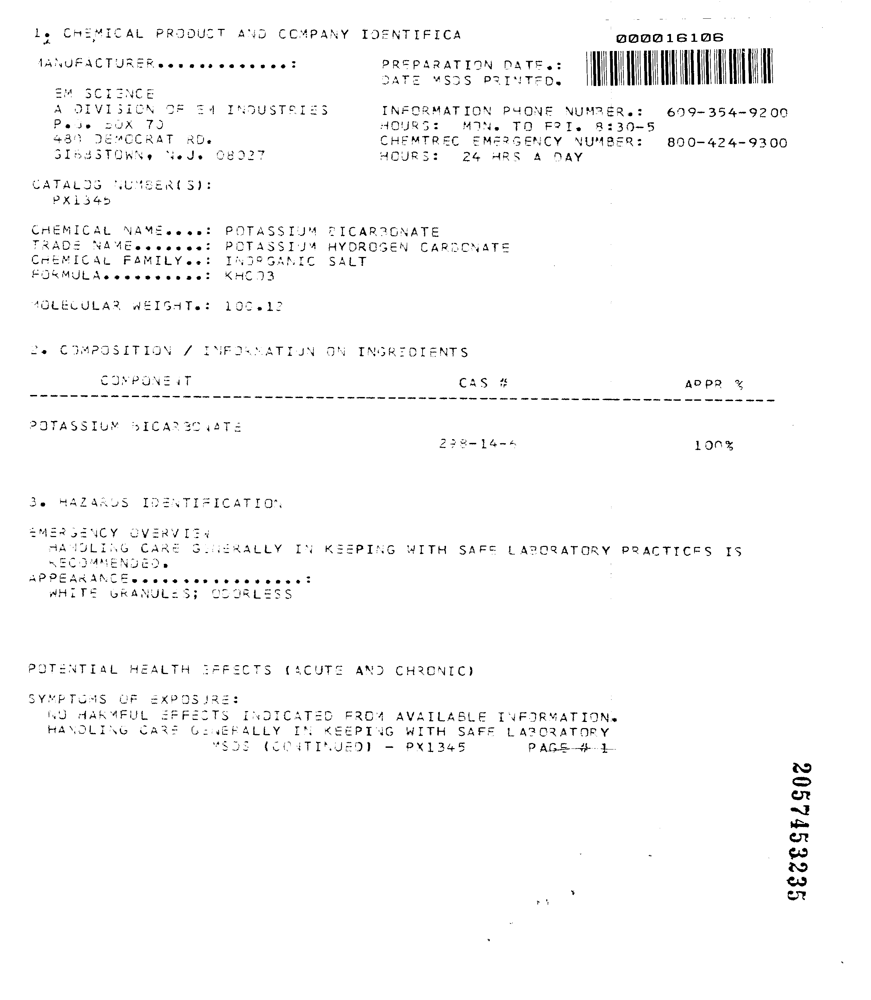 1. CHEMICAL PRODUCT AND COMPANY IDENTIFICA
000016106
MANUFACTURER.............:
PREPARATION DATE.:
DATE MSDS PRINTED.
EM SCIENCE
A DIVISION OF EM INDUSTRIES
P.O. BOX 70
480 DEMOCRAT RD.
GIBBSTOWN, N.J. 08027
INFORMATION PHONE NUMBER.: 609-354-9200
HOURS: MON. TO FRI. 8:30-5
CHEMTREC EMERGENCY NUMBER: 800-424-9300
HOURS: 24 HRS A DAY
CATALOG NUMBER(S):
PX1345
CHEMICAL NAME....: POTASSIUM BICARBONATE
TRADE NAME.......: POTASSIUM HYDROGEN CARBONATE
CHEMICAL FAMILY..: INORGANIC SALT
FORMULA..........: KHCO3
MOLECULAR WEIGHT.: 100.12
2. COMPOSITION / INFORMATION ON INGREDIENTS
COMPONENT CAS # APPR %
POTASSIUM BICARBONATE
298-14-6 100%
3. HAZARDS IDENTIFICATION
EMERGENCY OVERVIEW
HANDLING CARE GENERALLY IN KEEPING WITH SAFE LABORATORY PRACTICES IS
RECOMMENDED.
APPEARANCE.................:
WHITE GRANULES; ODORLESS
POTENTIAL HEALTH EFFECTS (ACUTE AND CHRONIC)
SYMPTOMS OF EXPOSURE:
NO HARMFUL EFFECTS INDICATED FROM AVAILABLE INFORMATION.
HANDLING CARE GENERALLY IN KEEPING WITH SAFE LABORATORY
MSDS (CONTINUED) - PX1345 PAGE # 1
2057453235